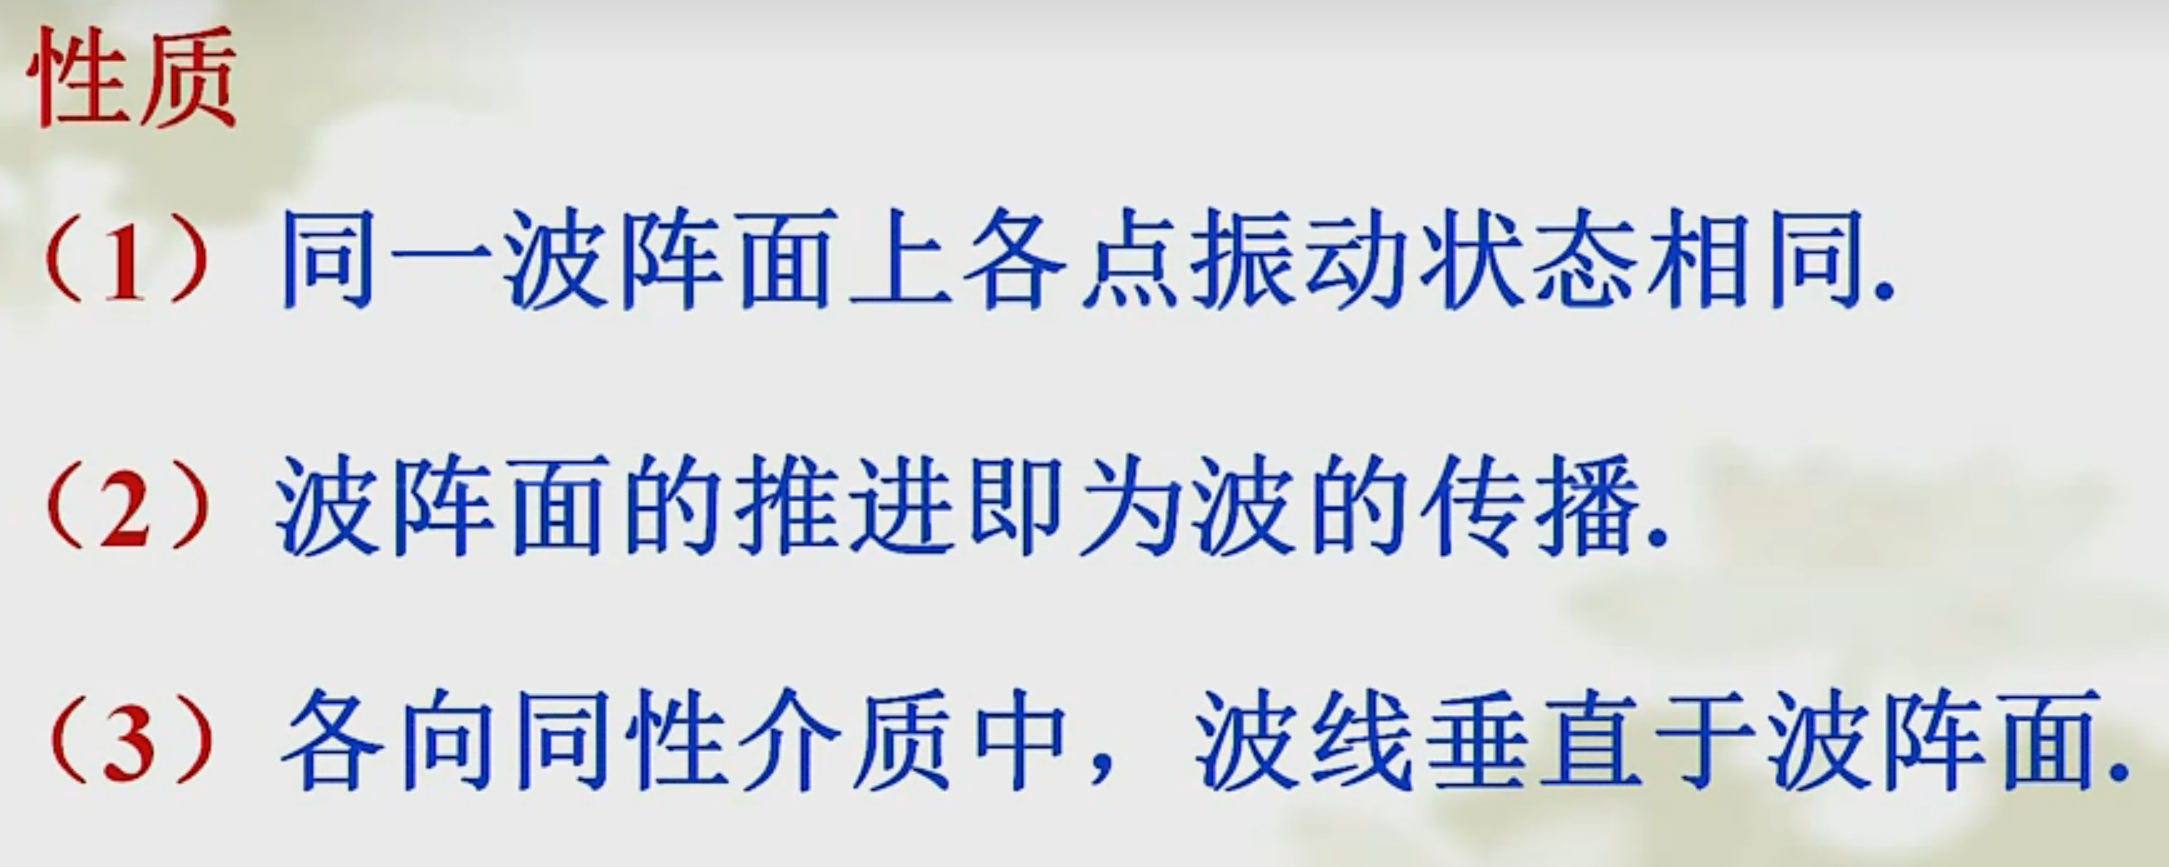 性质
（1）同一波阵面上各点振动状态相同.
（2）波阵面的推进即为波的传播.
（3）各向同性介质中，波线垂直于波阵面.